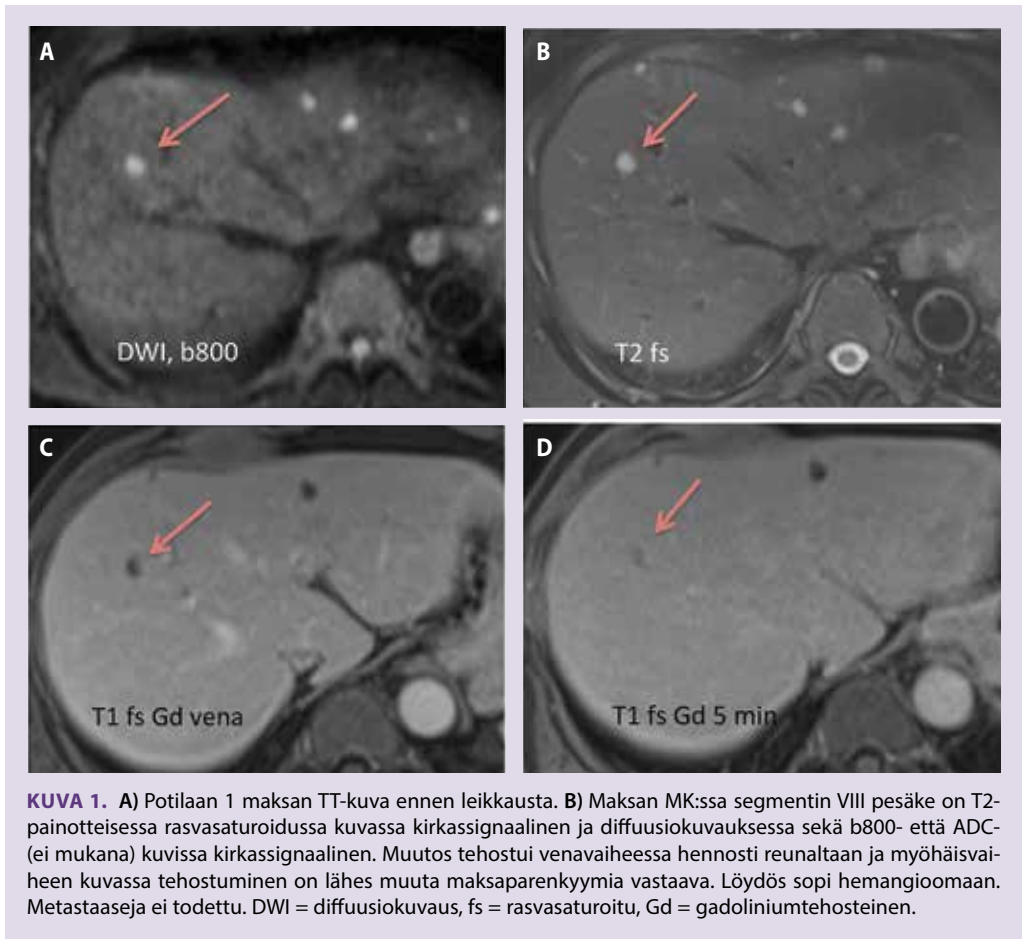 A
B
DWI, b800
T2 fs
C
D
T1 fs Gd vena
T1 fs Gd 5 min
KUVA 1. A) Potilaan 1 maksan TT-kuva ennen leikkausta. B) Maksan MK:ssa segmentin VIII pesäke on T2-
painotteisessa rasvasaturoidussa kuvassa kirkassignaalinen ja diffuusiokuvauksessa sekä b800- että ADC-
(ei mukana) kuvissa kirkassignaalinen. Muutos tehostui venavaiheessa hennosti reunaltaan ja myöhäisvai-
heen kuvassa tehostuminen on lähes muuta maksaparenkyymia vastaava. Löydös sopi hemangioomaan.
Metastaaseja ei todettu. DWI = diffuusiokuvaus, fs = rasvasaturoitu, Gd = gadoliniumtehosteinen.